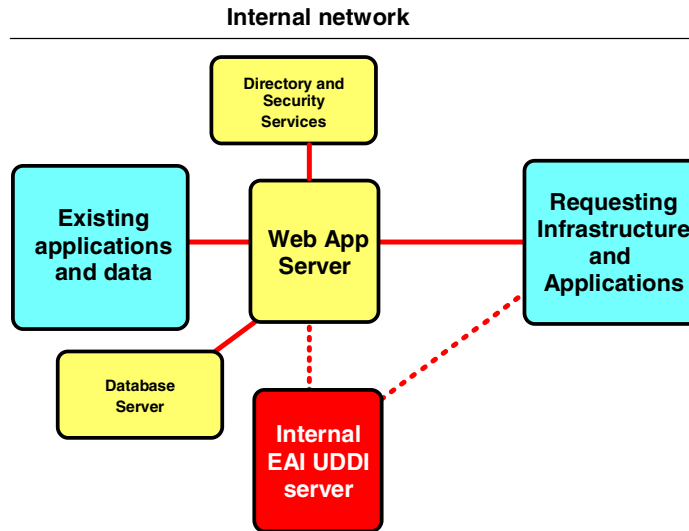 Internal network
Directory and
Security
Services
Existing
applications
and data
Web App
Server
Requesting
Infrastructure
and
Applications
Database
Server
Internal
EAI UDDI
server